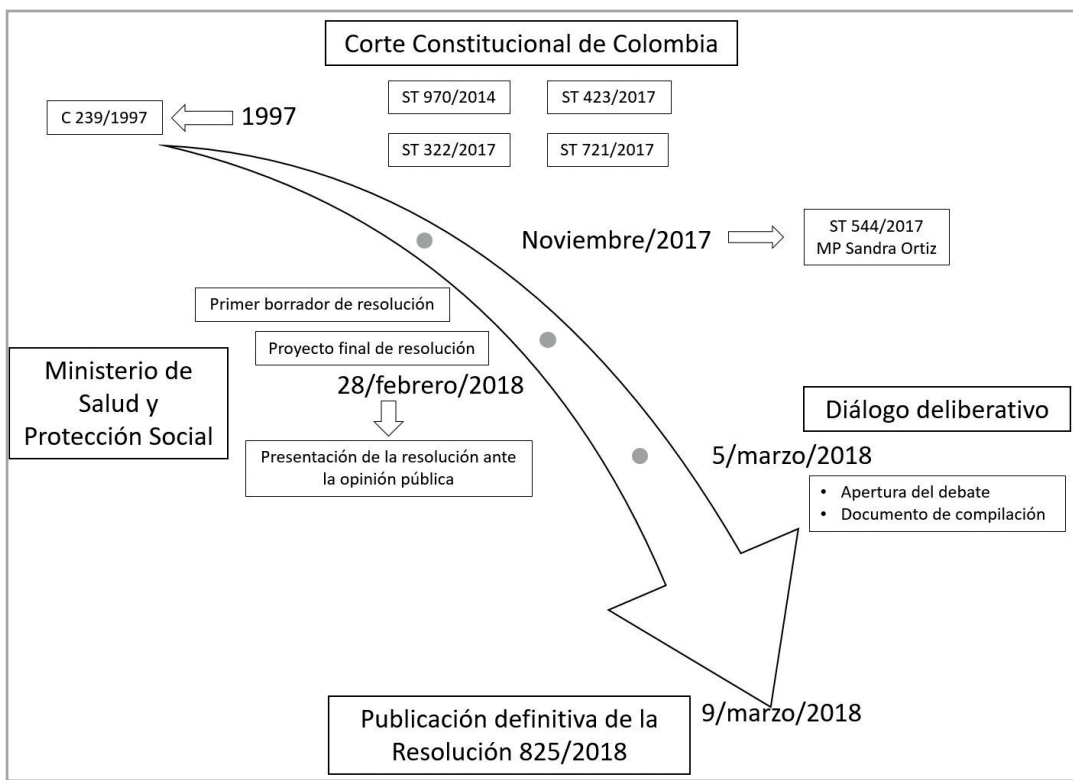 Corte Constitucional de Colombia
ST 970/2014
ST 423/2017
C 239/1997
1997
ST 322/2017
ST 721/2017
Noviembre/2017
ST 544/2017
MP Sandra Ortiz
Primer borrador de resolución
Proyecto final de resolución
Ministerio de
Salud y
Protección Social
28/febrero/2018
Presentación de la resolución ante
la opinión pública
Diálogo deliberativo
5/marzo/2018
• Apertura del debate
• Documento de compilación
9/marzo/2018
Publicación definitiva de la
Resolución 825/2018